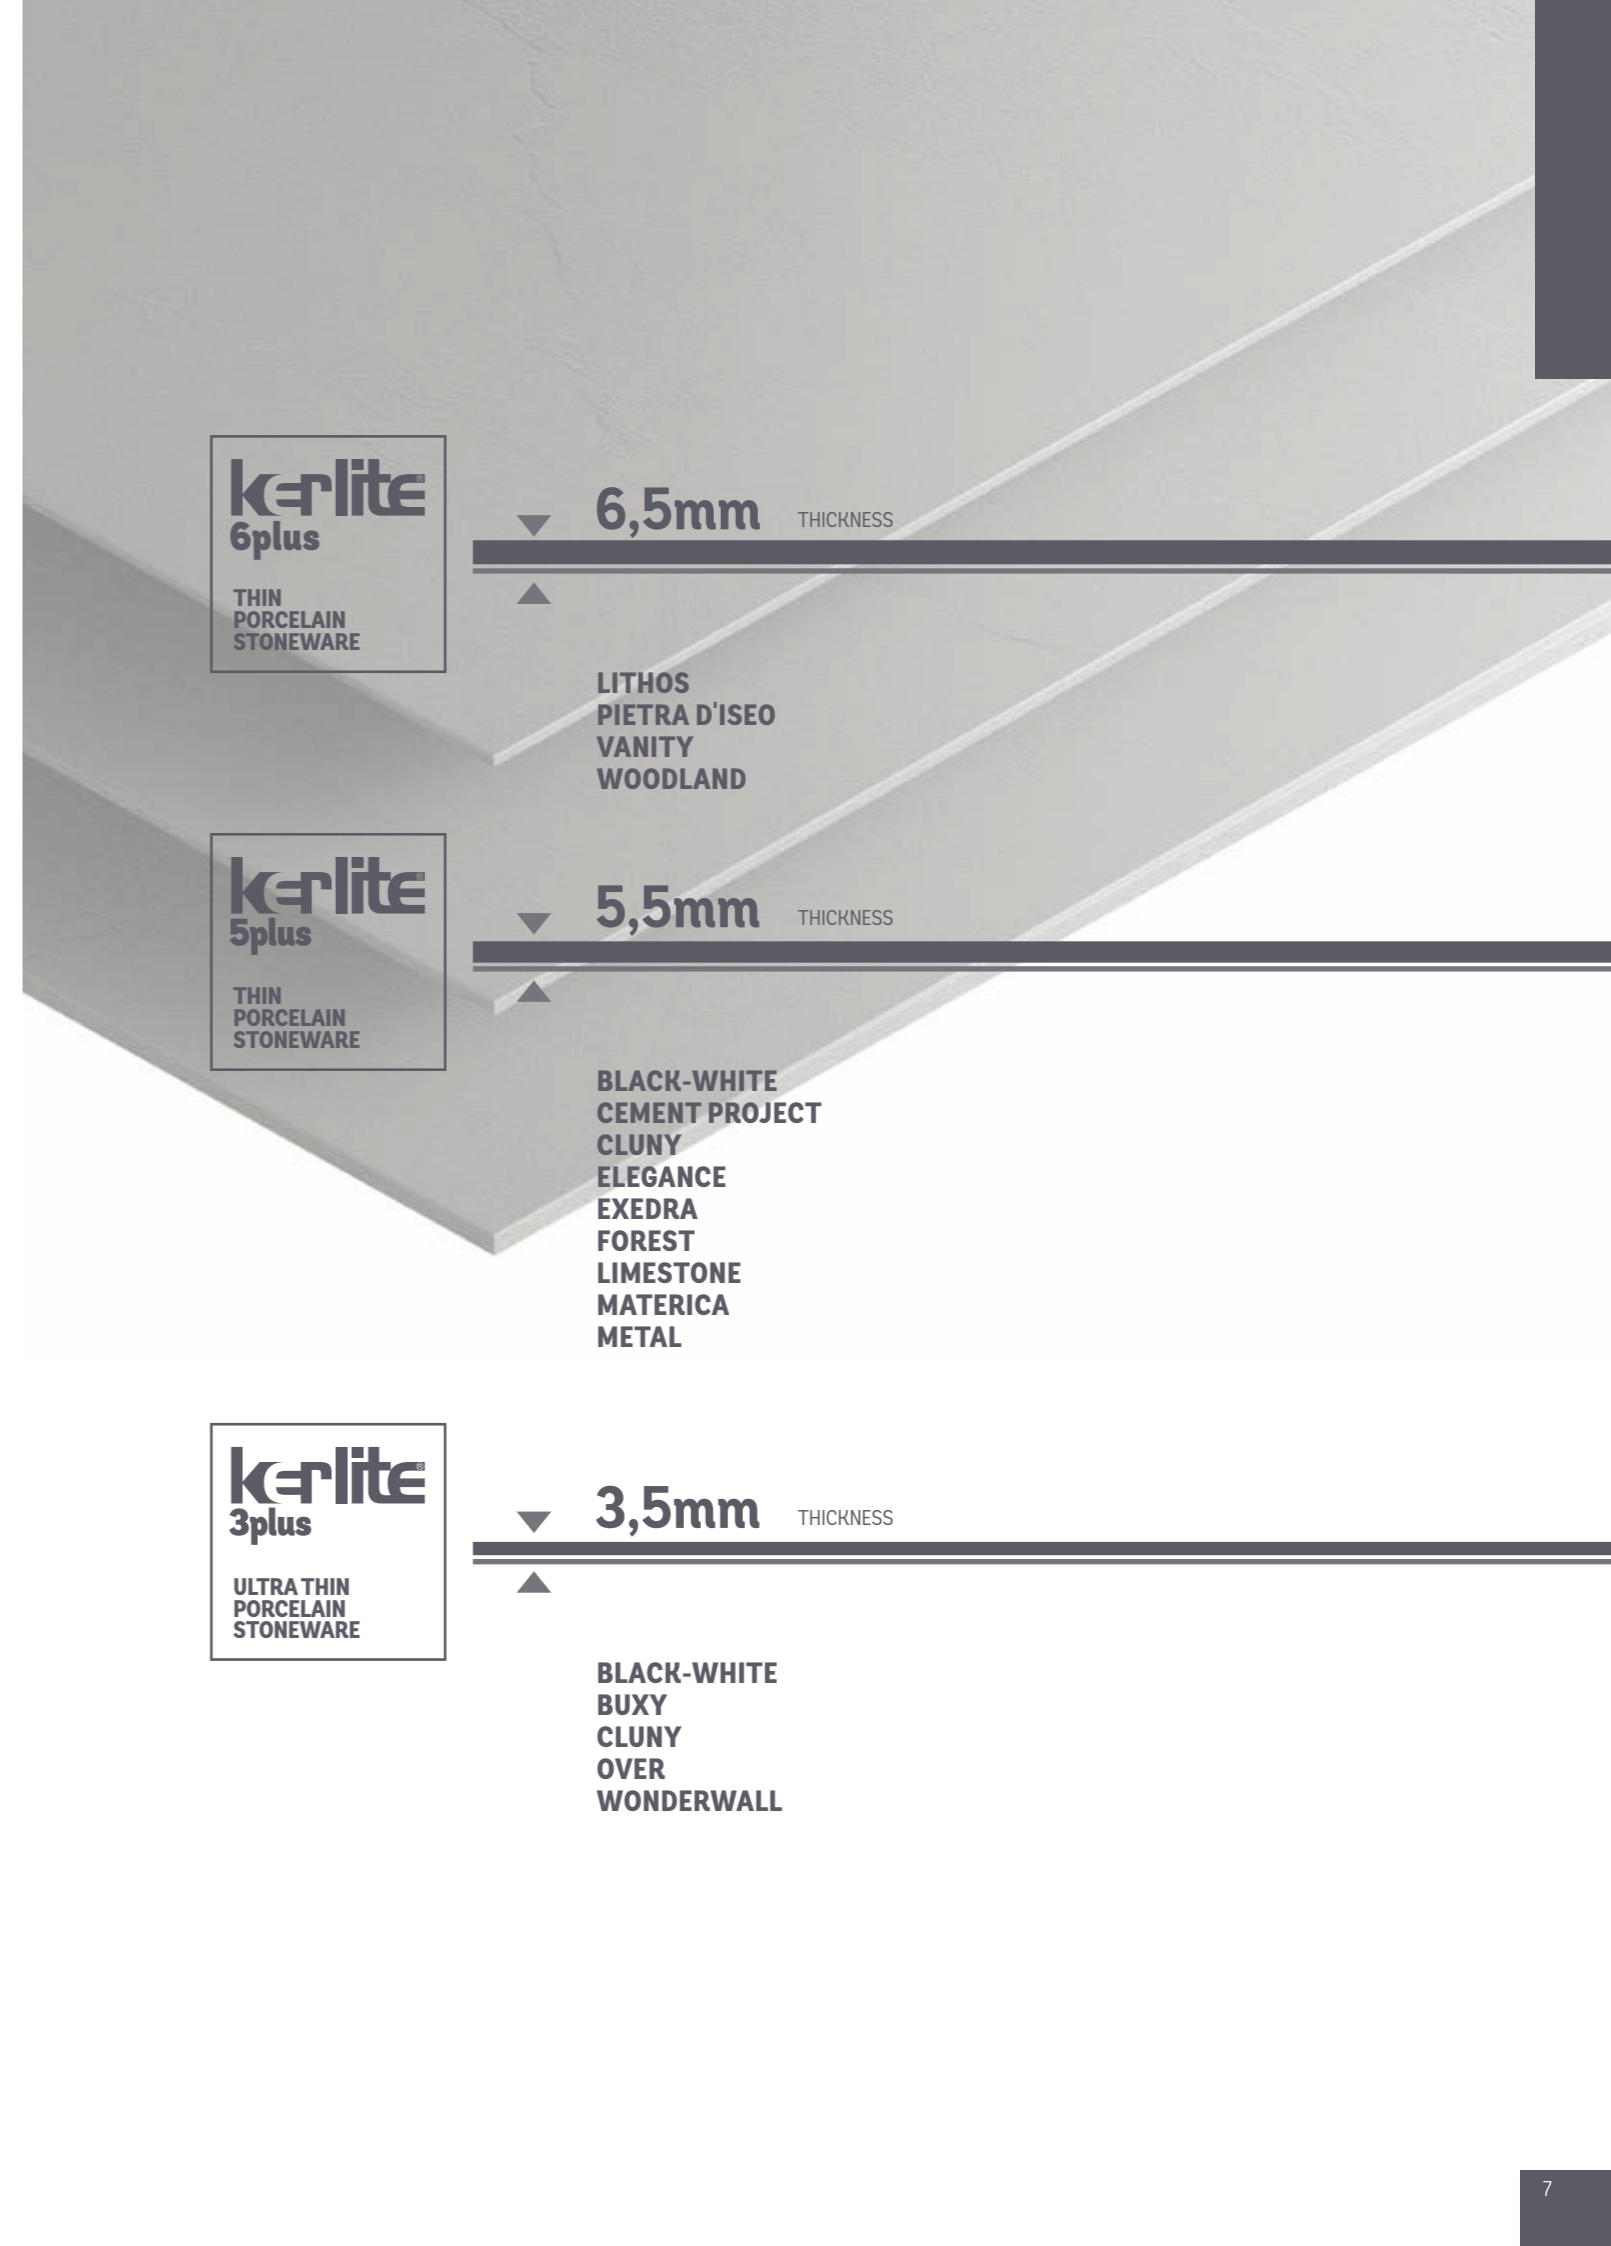 kerlite®
6plus
THIN
PORCELAIN
STONEWARE
6,5mm THICKNESS
LITHOS
PIETRA D'ISEO
VANITY
WOODLAND
kerlite®
5plus
THIN
PORCELAIN
STONEWARE
5,5mm THICKNESS
BLACK-WHITE
CEMENT PROJECT
CLUNY
ELEGANCE
EXEDRA
FOREST
LIMESTONE
MATERICA
METAL
kerlite®
3plus
ULTRA THIN
PORCELAIN
STONEWARE
3,5mm THICKNESS
BLACK-WHITE
BUXY
CLUNY
OVER
WONDERWALL
7